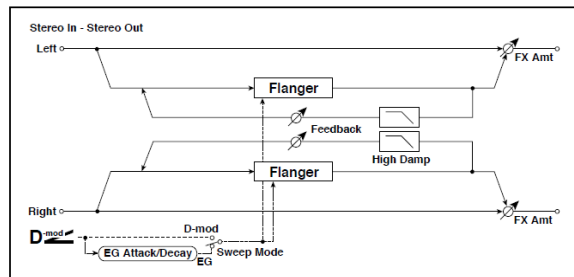 Stereo In - Stereo Out
Left
FX Amt
Flanger
Feedback
High Damp
Flanger
Right
FX Amt
D-mod
D-mod
EG Attack/Decay
EG
Sweep Mode